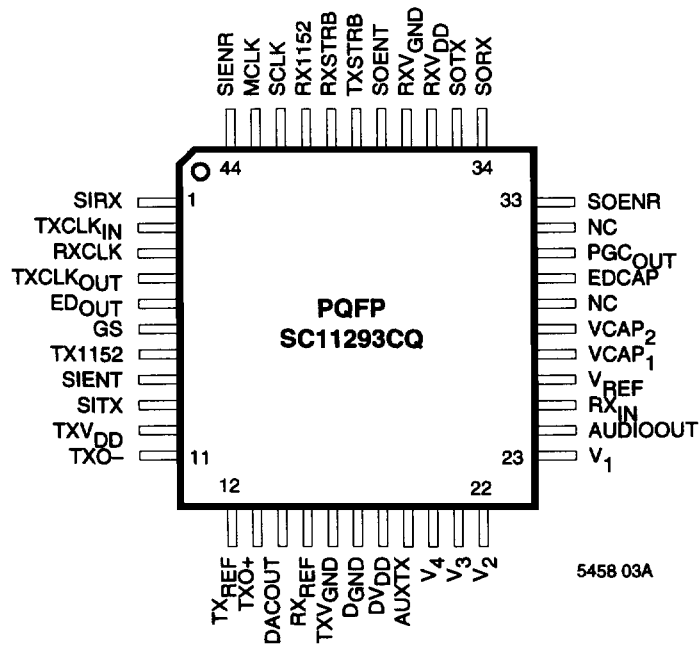 SIENR
MCLK
SCLK
RX1152
RXSTRB
TXSTRB
SOENT
RXVGND
RXVDD
SOTX
SORX
44
34
SIRX
1
33
SOENR
TXCLKIN
NC
RXCLK
PGCOUT
TXCLKOUT
EDCAP
EDOUT
NC
GS
VCAP2
TX1152
VCAP1
SIENT
VREF
SITX
RXIN
TXVDD
AUDIOOUT
TXO–
11
23
V1
PQFP
SC11293CQ
12
22
TXREF
TXO+
DACOUT
RXREF
TXVGND
DGND
DVDD
AUXTX
V4
V3
V2
5458 03A